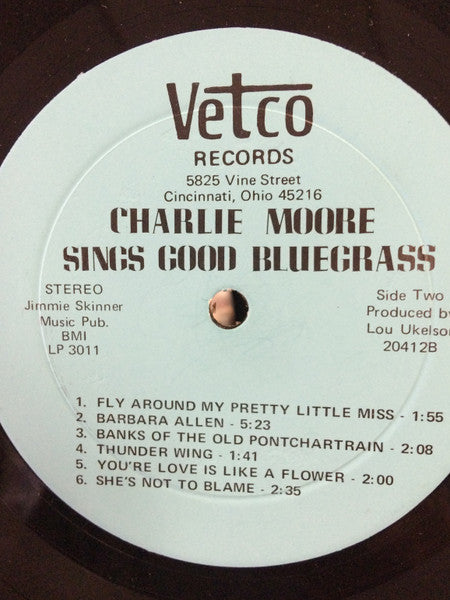 Vetco
RECORDS
5825 Vine Street
Cincinnati, Ohio 45216
CHARLIE MOORE
SINGS GOOD BLUEGRASS
STEREO
Jimmie Skinner
Music Pub.
BMI
LP 3011
Side Two
Produced by
Lou Ukelson
20412B
1. FLY AROUND MY PRETTY LITTLE MISS - 1:55
2. BARBARA ALLEN - 5:23
3. BANKS OF THE OLD PONTCHARTRAIN - 2:08
4. THUNDER WING - 1:41
5. YOU'RE LOVE IS LIKE A FLOWER - 2:00
6. SHE'S NOT TO BLAME - 2:35